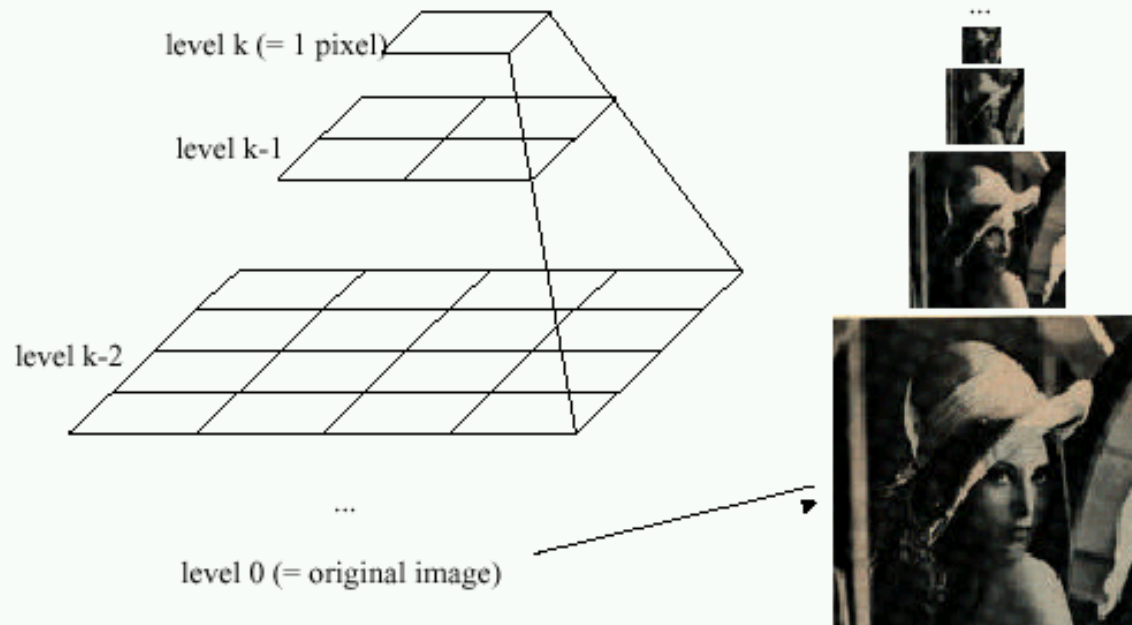 ...
level k (= 1 pixel)
level k-1
level k-2
...
level 0 (= original image)